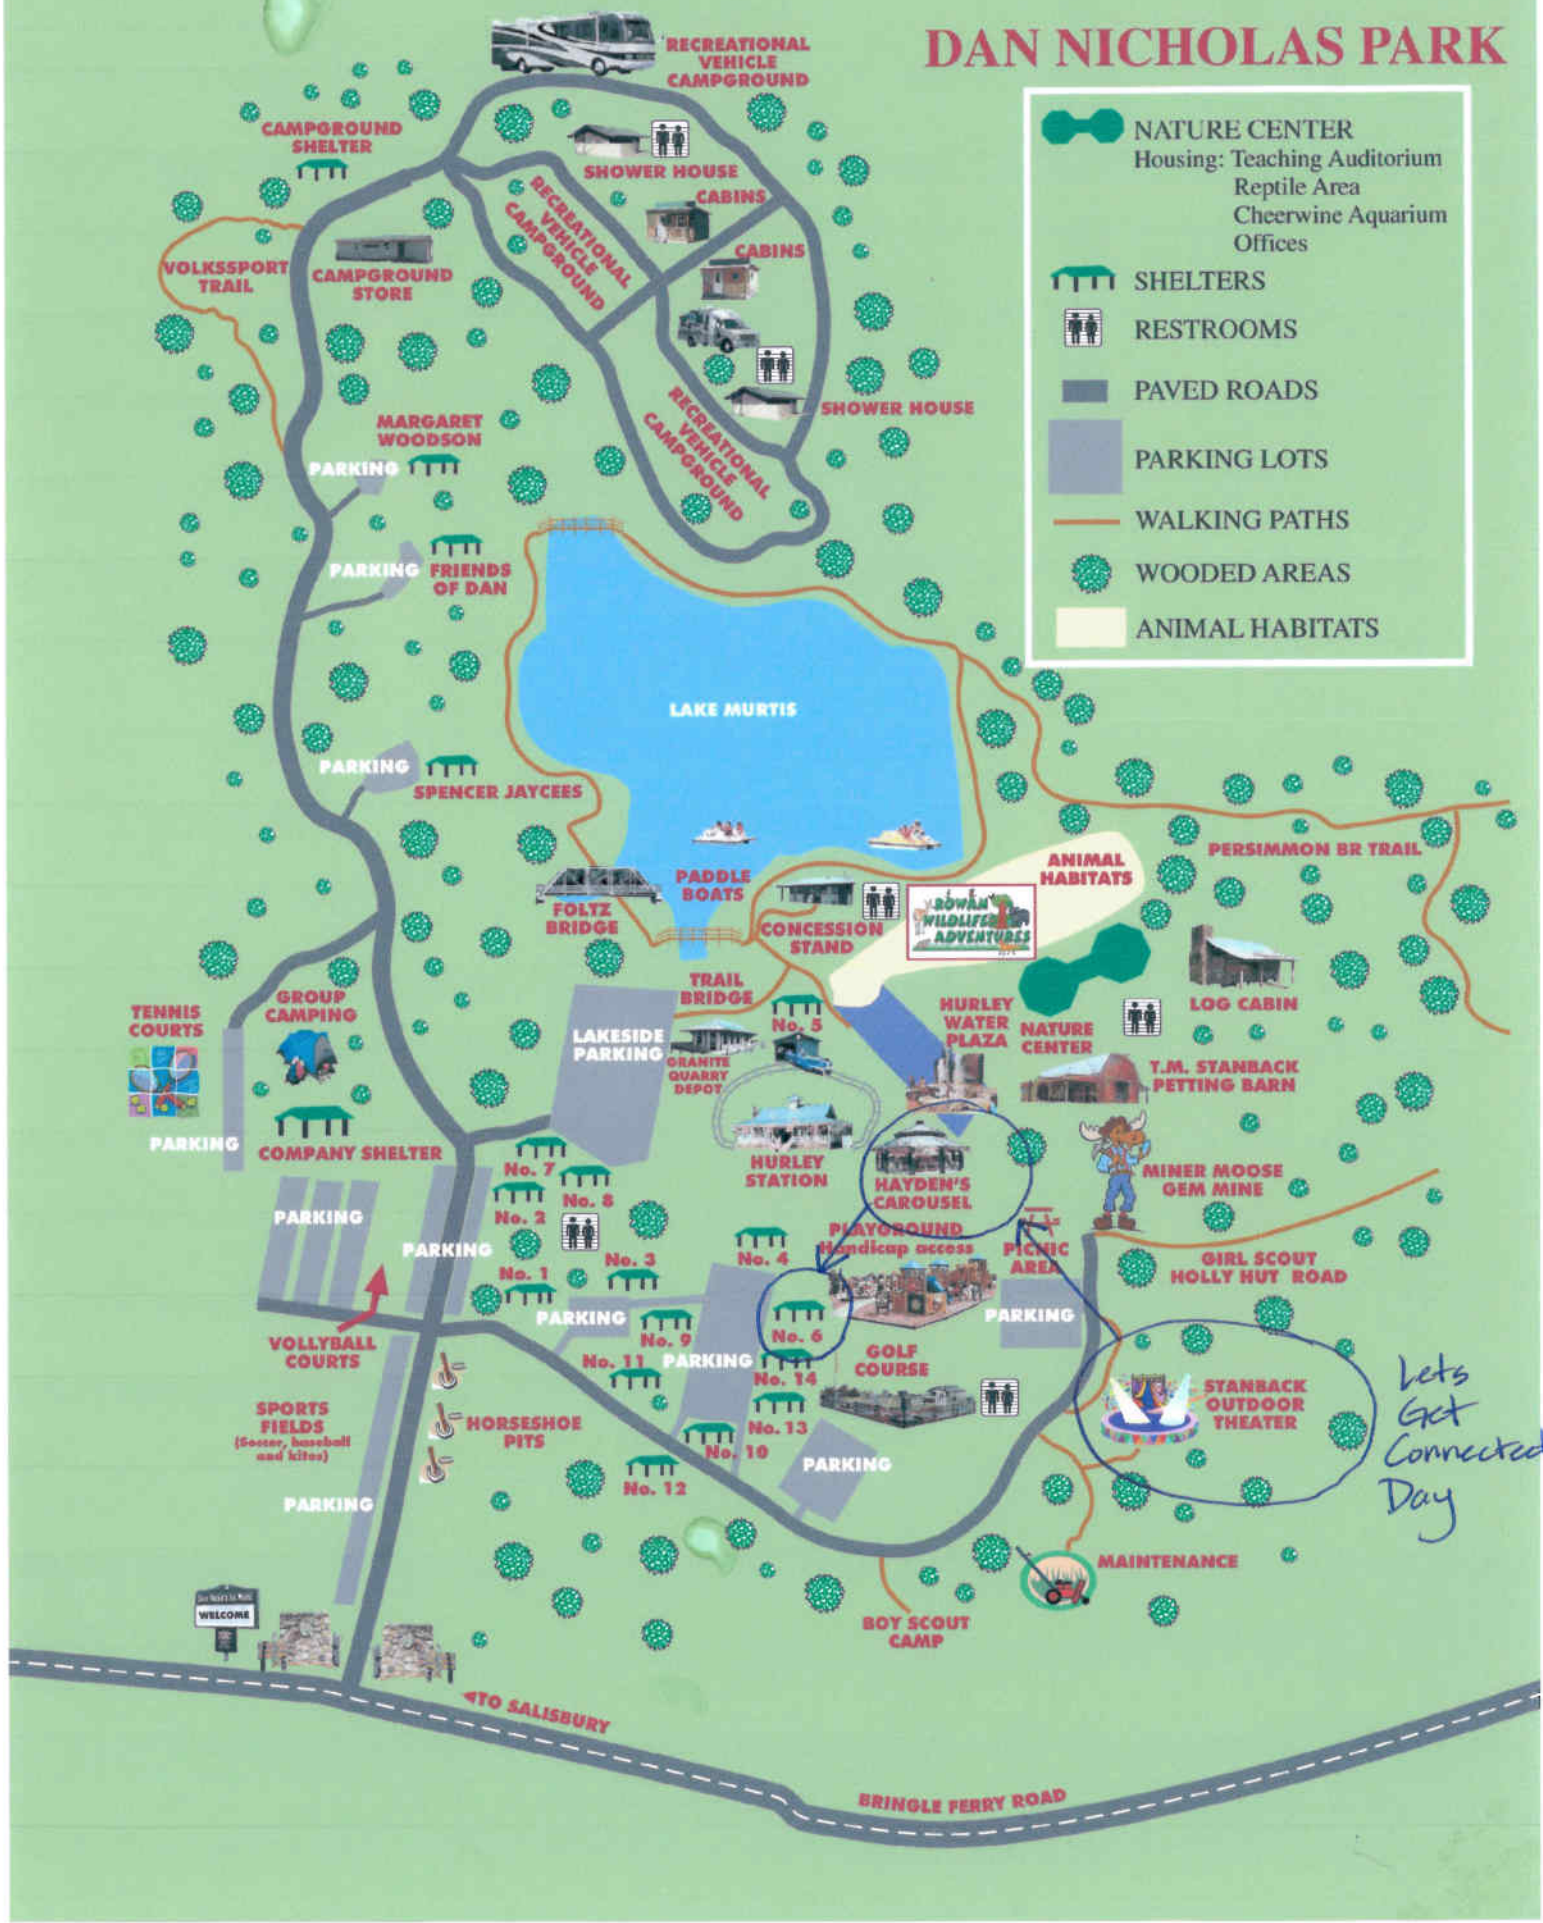 DAN NICHOLAS PARK
NATURE CENTER
Housing: Teaching Auditorium
Reptile Area
Cheerwine Aquarium
Offices
SHELTERS
RESTROOMS
PAVED ROADS
PARKING LOTS
WALKING PATHS
WOODED AREAS
ANIMAL HABITATS
RECREATIONAL
VEHICLE
CAMPGROUND
CAMPGROUND
SHELTER
SHOWER HOUSE
CABINS
RECREATIONAL
VEHICLE
CAMPGROUND
CABINS
VOLKSSPORT
TRAIL
CAMPGROUND
STORE
SHOWER HOUSE
RECREATIONAL
VEHICLE
CAMPGROUND
MARGARET
WOODSON
PARKING
PARKING
FRIENDS
OF DAN
LAKE MURTIS
PARKING
SPENCER JAYCEES
PERSIMMON BR TRAIL
ANIMAL
HABITATS
PADDLE
BOATS
FOLTZ
BRIDGE
CONCESSION
STAND
ROWAN
WILDLIFE
ADVENTURES
LOG CABIN
TRAIL
BRIDGE
No. 5
HURLEY
WATER
PLAZA
NATURE
CENTER
TENNIS
COURTS
GROUP
CAMPING
LAKESIDE
PARKING
GRANITE
QUARRY
DEPOT
T.M. STANBACK
PETTING BARN
PARKING
COMPANY SHELTER
No. 7
No. 8
No. 2
HURLEY
STATION
HAYDEN'S
CAROUSEL
MINER MOOSE
GEM MINE
PARKING
PARKING
No. 3
No. 4
PLAYGROUND
Handicap access
PICNIC
AREA
GIRL SCOUT
HOLLY HUT ROAD
No. 1
PARKING
No. 9
No. 6
PARKING
VOLLYBALL
COURTS
No. 11
PARKING
No. 14
GOLF
COURSE
STANBACK
OUTDOOR
THEATER
Lets
Get
Connected
Day
SPORTS
FIELDS
(Soccer, baseball
and kites)
HORSESHOE
PITS
No. 13
No. 10
No. 12
PARKING
PARKING
MAINTENANCE
WELCOME
BOY SCOUT
CAMP
TO SALISBURY
BRINGLE FERRY ROAD